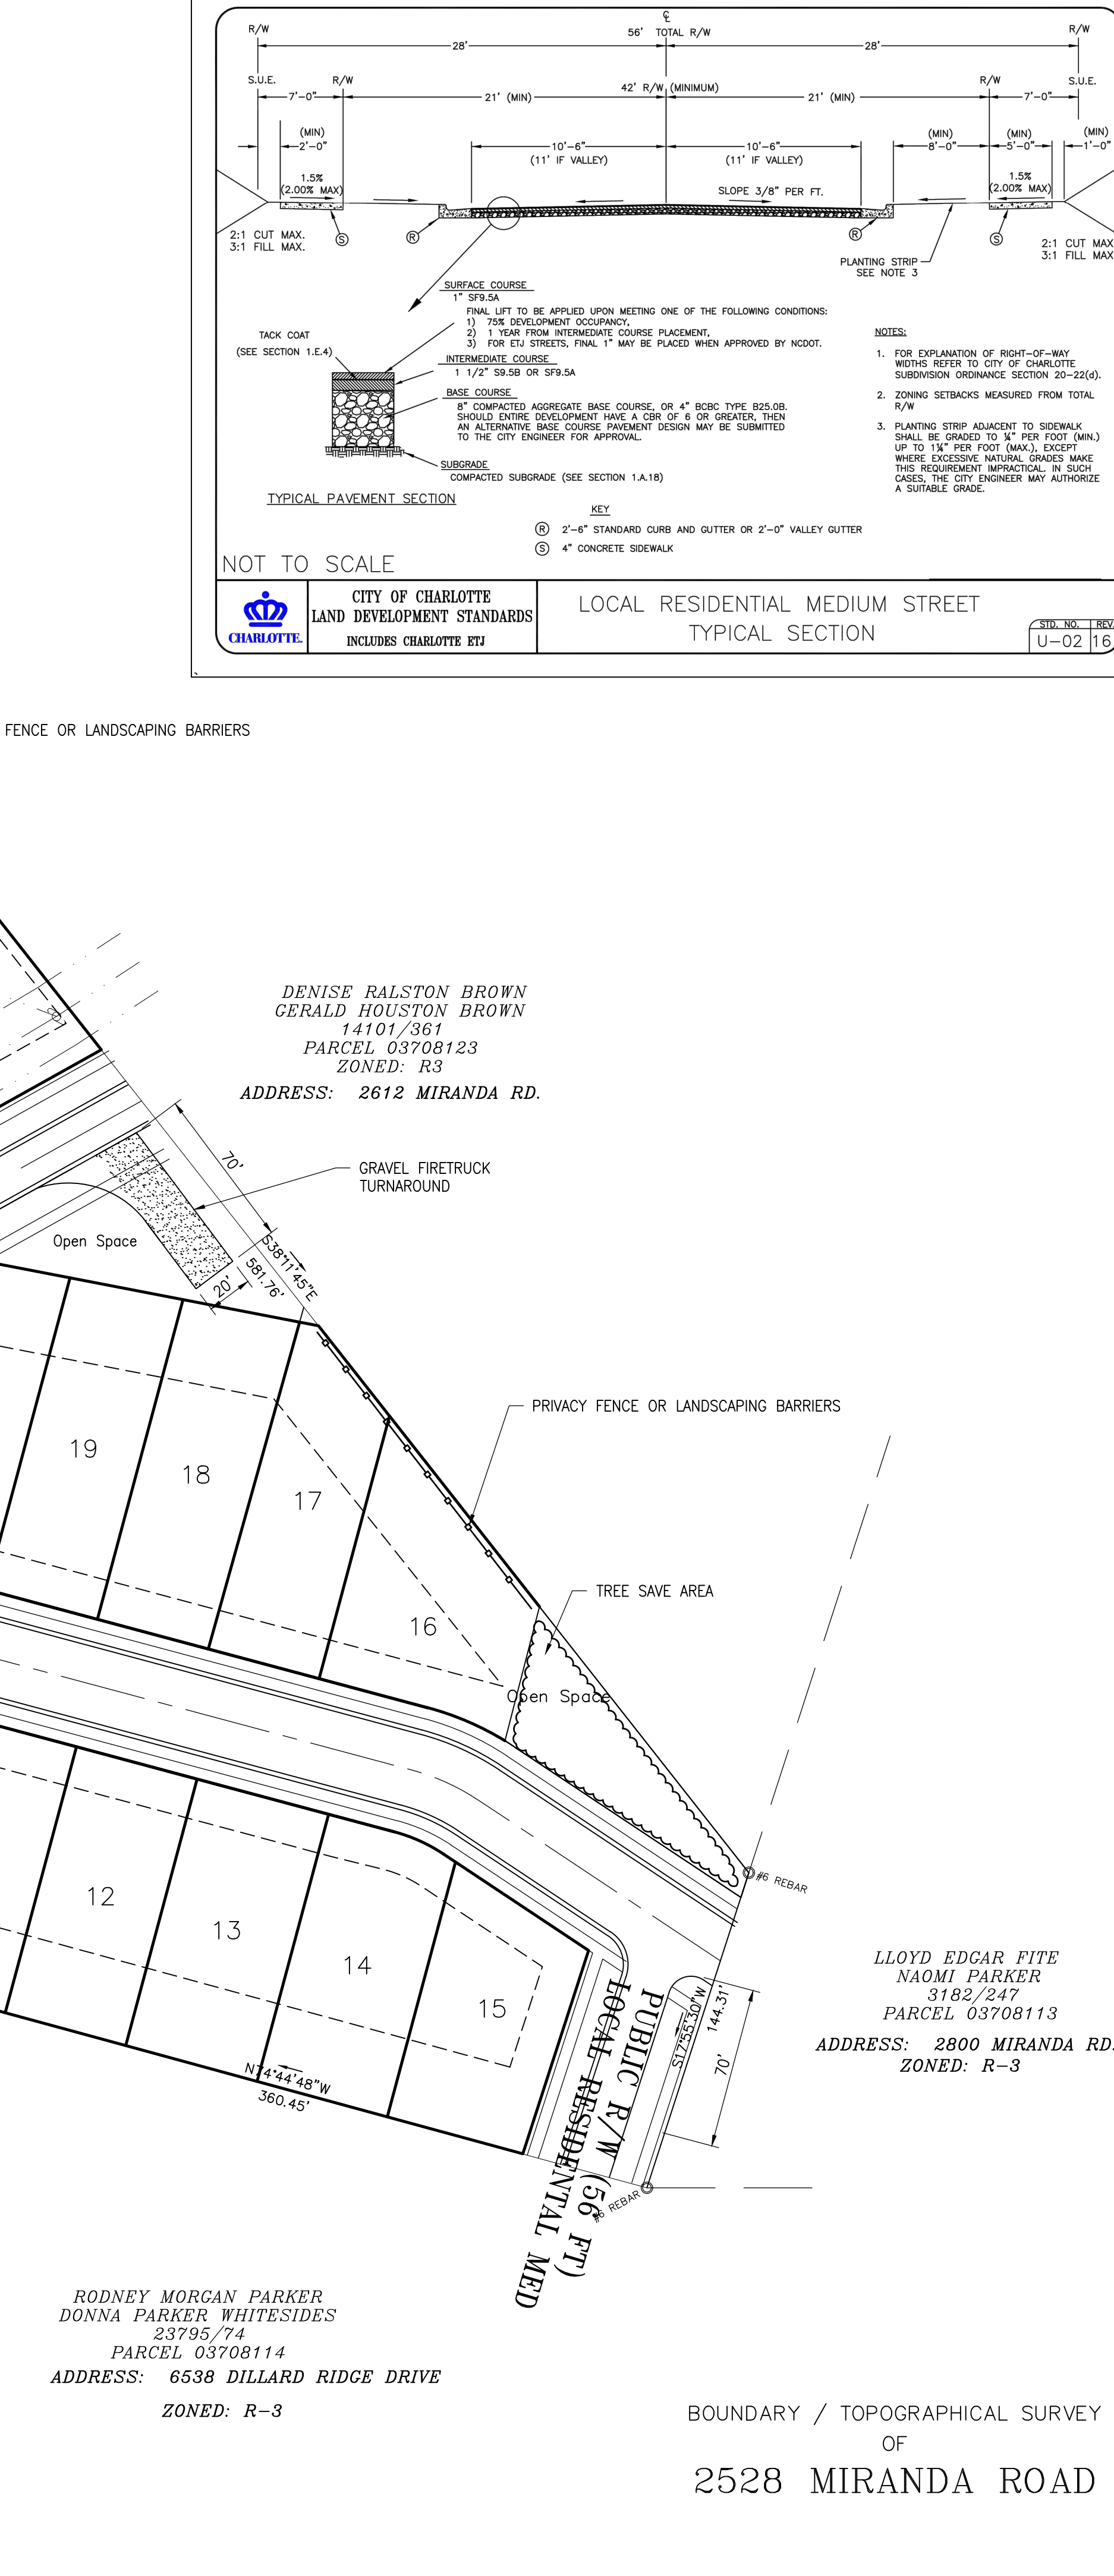 ℄
R/W
56' TOTAL R/W
R/W
28'
28'
S.U.E.
R/W
42' R/W (MINIMUM)
R/W
S.U.E.
7'-0"
21' (MIN)
21' (MIN)
7'-0"
(MIN)
2'-0"
10'-6"
(11' IF VALLEY)
10'-6"
(11' IF VALLEY)
(MIN)
8'-0"
(MIN)
5'-0"
(MIN)
1'-0"
1.5%
(2.00% MAX)
SLOPE 3/8" PER FT.
1.5%
(2.00% MAX)
2:1 CUT MAX.
3:1 FILL MAX.
S
R
R
S
2:1 CUT MAX
3:1 FILL MAX
PLANTING STRIP
SEE NOTE 3
SURFACE COURSE
1" SF9.5A
FINAL LIFT TO BE APPLIED UPON MEETING ONE OF THE FOLLOWING CONDITIONS:
1) 75% DEVELOPMENT OCCUPANCY,
2) 1 YEAR FROM INTERMEDIATE COURSE PLACEMENT,
3) FOR ETJ STREETS, FINAL 1" MAY BE PLACED WHEN APPROVED BY NCDOT.
TACK COAT
(SEE SECTION 1.E.4)
INTERMEDIATE COURSE
1 1/2" S9.5B OR SF9.5A
BASE COURSE
8" COMPACTED AGGREGATE BASE COURSE, OR 4" BCBC TYPE B25.0B.
SHOULD ENTIRE DEVELOPMENT HAVE A CBR OF 6 OR GREATER, THEN
AN ALTERNATIVE BASE COURSE PAVEMENT DESIGN MAY BE SUBMITTED
TO THE CITY ENGINEER FOR APPROVAL.
SUBGRADE
COMPACTED SUBGRADE (SEE SECTION 1.A.18)
TYPICAL PAVEMENT SECTION
NOTES:
1. FOR EXPLANATION OF RIGHT-OF-WAY
WIDTHS REFER TO CITY OF CHARLOTTE
SUBDIVISION ORDINANCE SECTION 20-22(d).
2. ZONING SETBACKS MEASURED FROM TOTAL
R/W
3. PLANTING STRIP ADJACENT TO SIDEWALK
SHALL BE GRADED TO ¼" PER FOOT (MIN.)
UP TO 1¼" PER FOOT (MAX.), EXCEPT
WHERE EXCESSIVE NATURAL GRADES MAKE
THIS REQUIREMENT IMPRACTICAL. IN SUCH
CASES, THE CITY ENGINEER MAY AUTHORIZE
A SUITABLE GRADE.
KEY
R 2'-6" STANDARD CURB AND GUTTER OR 2'-0" VALLEY GUTTER
S 4" CONCRETE SIDEWALK
NOT TO SCALE
CHARLOTTE
CITY OF CHARLOTTE
LAND DEVELOPMENT STANDARDS
INCLUDES CHARLOTTE ETJ
LOCAL RESIDENTIAL MEDIUM STREET
TYPICAL SECTION
STD. NO. REV.
U-02 16
FENCE OR LANDSCAPING BARRIERS
DENISE RALSTON BROWN
GERALD HOUSTON BROWN
14101/361
PARCEL 03708123
ZONED: R3
ADDRESS: 2612 MIRANDA RD.
70'
GRAVEL FIRETRUCK
TURNAROUND
Open Space
S38°11'45"E
581.76'
20'
PRIVACY FENCE OR LANDSCAPING BARRIERS
19
18
17
TREE SAVE AREA
16
Open Space
#6 REBAR
12
13
14
15
LLOYD EDGAR FITE
NAOMI PARKER
3182/247
PARCEL 03708113
ADDRESS: 2800 MIRANDA RD.
ZONED: R-3
S17°55'30"W
144.31'
70'
N74°44'48"W
360.45'
PUBLIC R/W (56 FT)
LOCAL RESIDENTAL MED
#6 REBAR
RODNEY MORGAN PARKER
DONNA PARKER WHITESIDES
23795/74
PARCEL 03708114
ADDRESS: 6538 DILLARD RIDGE DRIVE
ZONED: R-3
BOUNDARY / TOPOGRAPHICAL SURVEY
OF
2528 MIRANDA ROAD